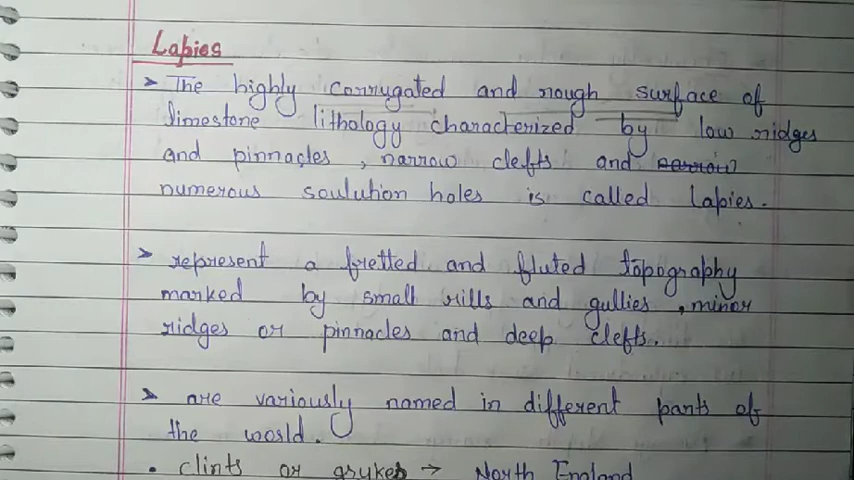 Lapies
➤ The highly corrugated and rough surface of
limestone lithology characterized by low ridges
and pinnacles, narrow clefts and narrow
numerous soulution holes is called Lapies.
➤ represent a fretted and fluted topography
marked by small rills and gullies, minor
ridges or pinnacles and deep clefts.
➤ are variously named in different parts of
the world.
• clints or grykes → North England